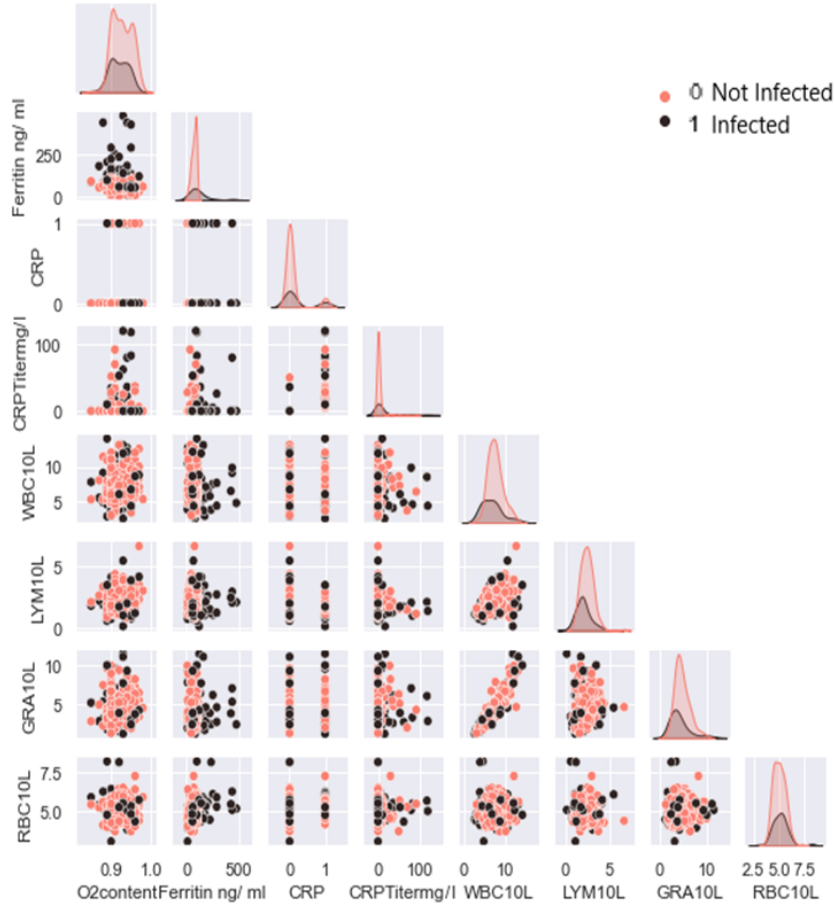 0 Not Infected
1 Infected
Ferritin ng/ ml
250
0
CRP
1
0
CRPTitermg/l
100
0
WBC10L
10
5
LYM10L
5
0
GRA10L
10
5
RBC10L
7.5
5.0
0.9 1.0 0 500 0 1 0 100 0 10 0 5 0 10 2.5 5.0 7.5
O2content Ferritin ng/ ml CRP CRPTitermg/l WBC10L LYM10L GRA10L RBC10L